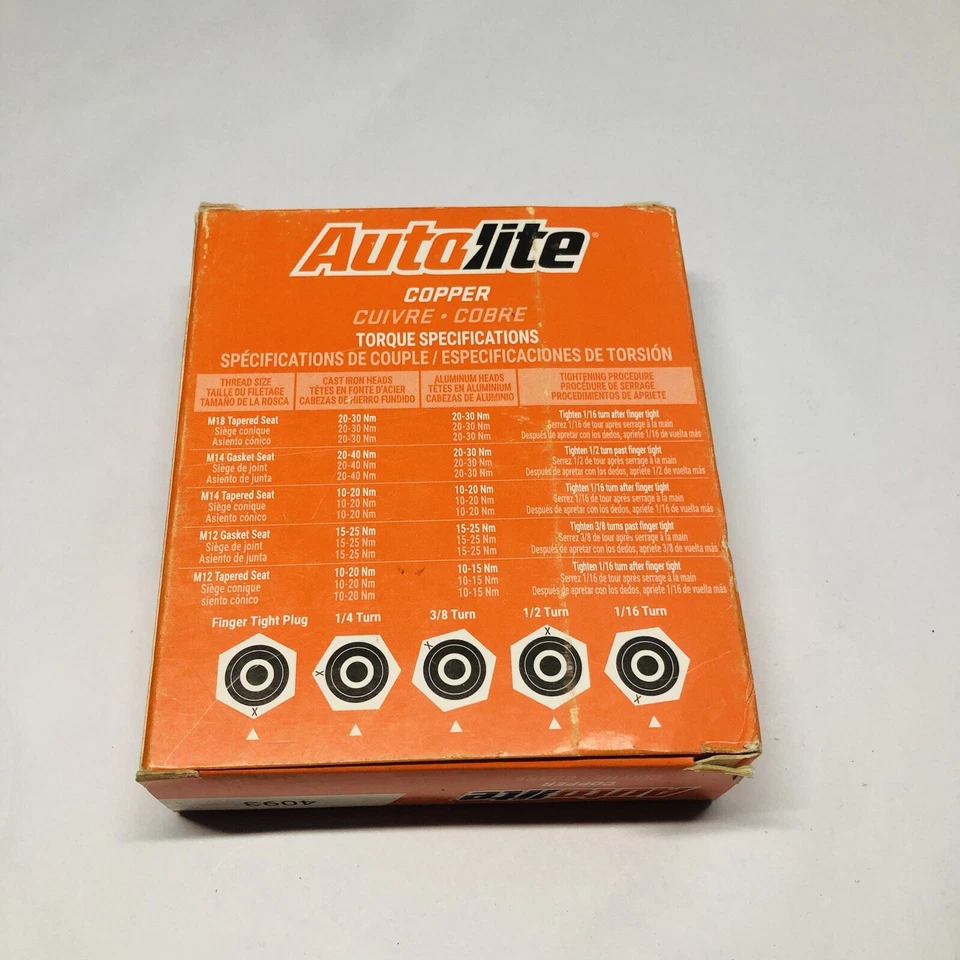 Autolite®
COPPER
CUIVRE • COBRE
TORQUE SPECIFICATIONS
SPÉCIFICATIONS DE COUPLE / ESPECIFICACIONES DE TORSIÓN
THREAD SIZE CAST IRON HEADS ALUMINUM HEADS TIGHTENING PROCEDURE
TAILLE DU FILETAGE TÊTES EN FONTE D'ACIER TÊTES EN ALUMINIUM PROCÉDURE DE SERRAGE
TAMAÑO DE LA ROSCA CABEZAS DE HIERRO FUNDIDO CABEZAS DE ALUMINIO PROCEDIMIENTOS DE APRIETE
M18 Tapered Seat 20-30 Nm 20-30 Nm Tighten 1/16 turn after finger tight
Siège conique 20-30 Nm 20-30 Nm Serrez 1/16 de tour après serrage à la main
Asiento cónico 20-30 Nm 20-30 Nm Después de apretar con los dedos, apriete 1/16 de vuelta más
M14 Gasket Seat 20-40 Nm 20-30 Nm Tighten 1/2 turn past finger tight
Siège de joint 20-40 Nm 20-30 Nm Serrez 1/2 de tour après serrage à la main
Asiento de junta 20-40 Nm 20-30 Nm Después de apretar con los dedos, apriete 1/2 de vuelta más
M14 Tapered Seat 10-20 Nm 10-20 Nm Tighten 1/16 turn after finger tight
Siège conique 10-20 Nm 10-20 Nm Serrez 1/16 de tour après serrage à la main
Asiento cónico 10-20 Nm 10-20 Nm Después de apretar con los dedos, apriete 1/16 de vuelta más
M12 Gasket Seat 15-25 Nm 15-25 Nm Tighten 3/8 turns past finger tight
Siège de joint 15-25 Nm 15-25 Nm Serrez 3/8 de tour après serrage à la main
Asiento de junta 15-25 Nm 15-25 Nm Después de apretar con los dedos, apriete 3/8 de vuelta más
M12 Tapered Seat 10-20 Nm 10-15 Nm Tighten 1/16 turn after finger tight
Siège conique 10-20 Nm 10-15 Nm Serrez 1/16 de tour après serrage à la main
siento cónico 10-20 Nm 10-15 Nm Después de apretar con los dedos, apriete 1/16 de vuelta más
Finger Tight Plug 1/4 Turn 3/8 Turn 1/2 Turn 1/16 Turn
X X X X X
4093 Autolite
COPPER